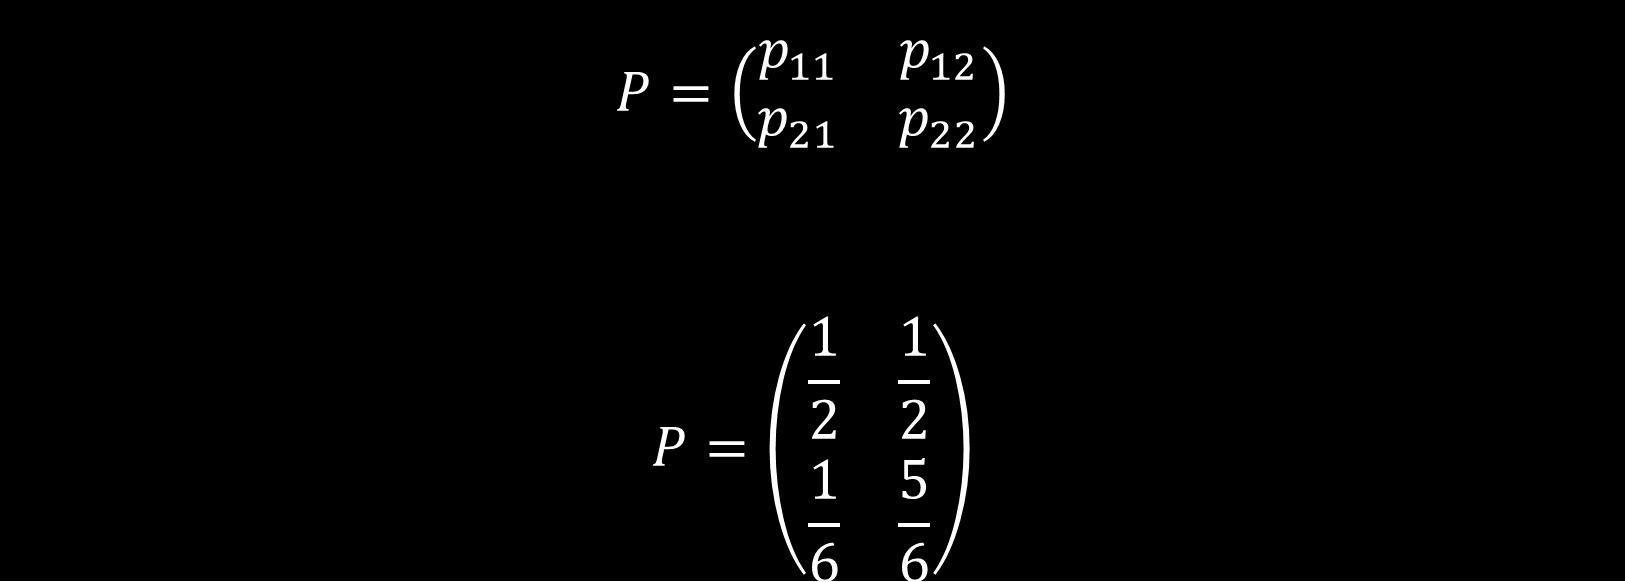 P = (p₁₁ p₁₂
p₂₁ p₂₂)
P = (1/2 1/2
1/6 5/6)